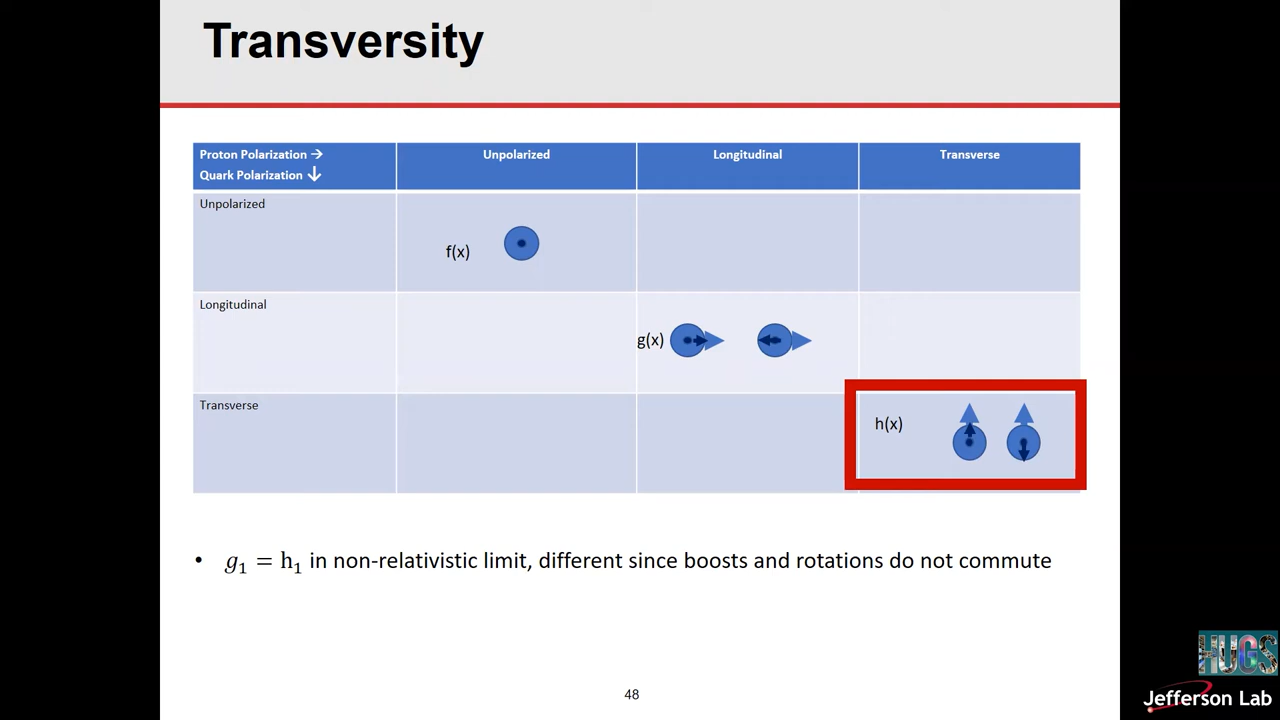 Transversity
Proton Polarization →
Quark Polarization ↓
Unpolarized
Longitudinal
Transverse
Unpolarized
f(x)
Longitudinal
g(x)
Transverse
h(x)
• g₁ = h₁ in non-relativistic limit, different since boosts and rotations do not commute
48
HUGS
Jefferson Lab